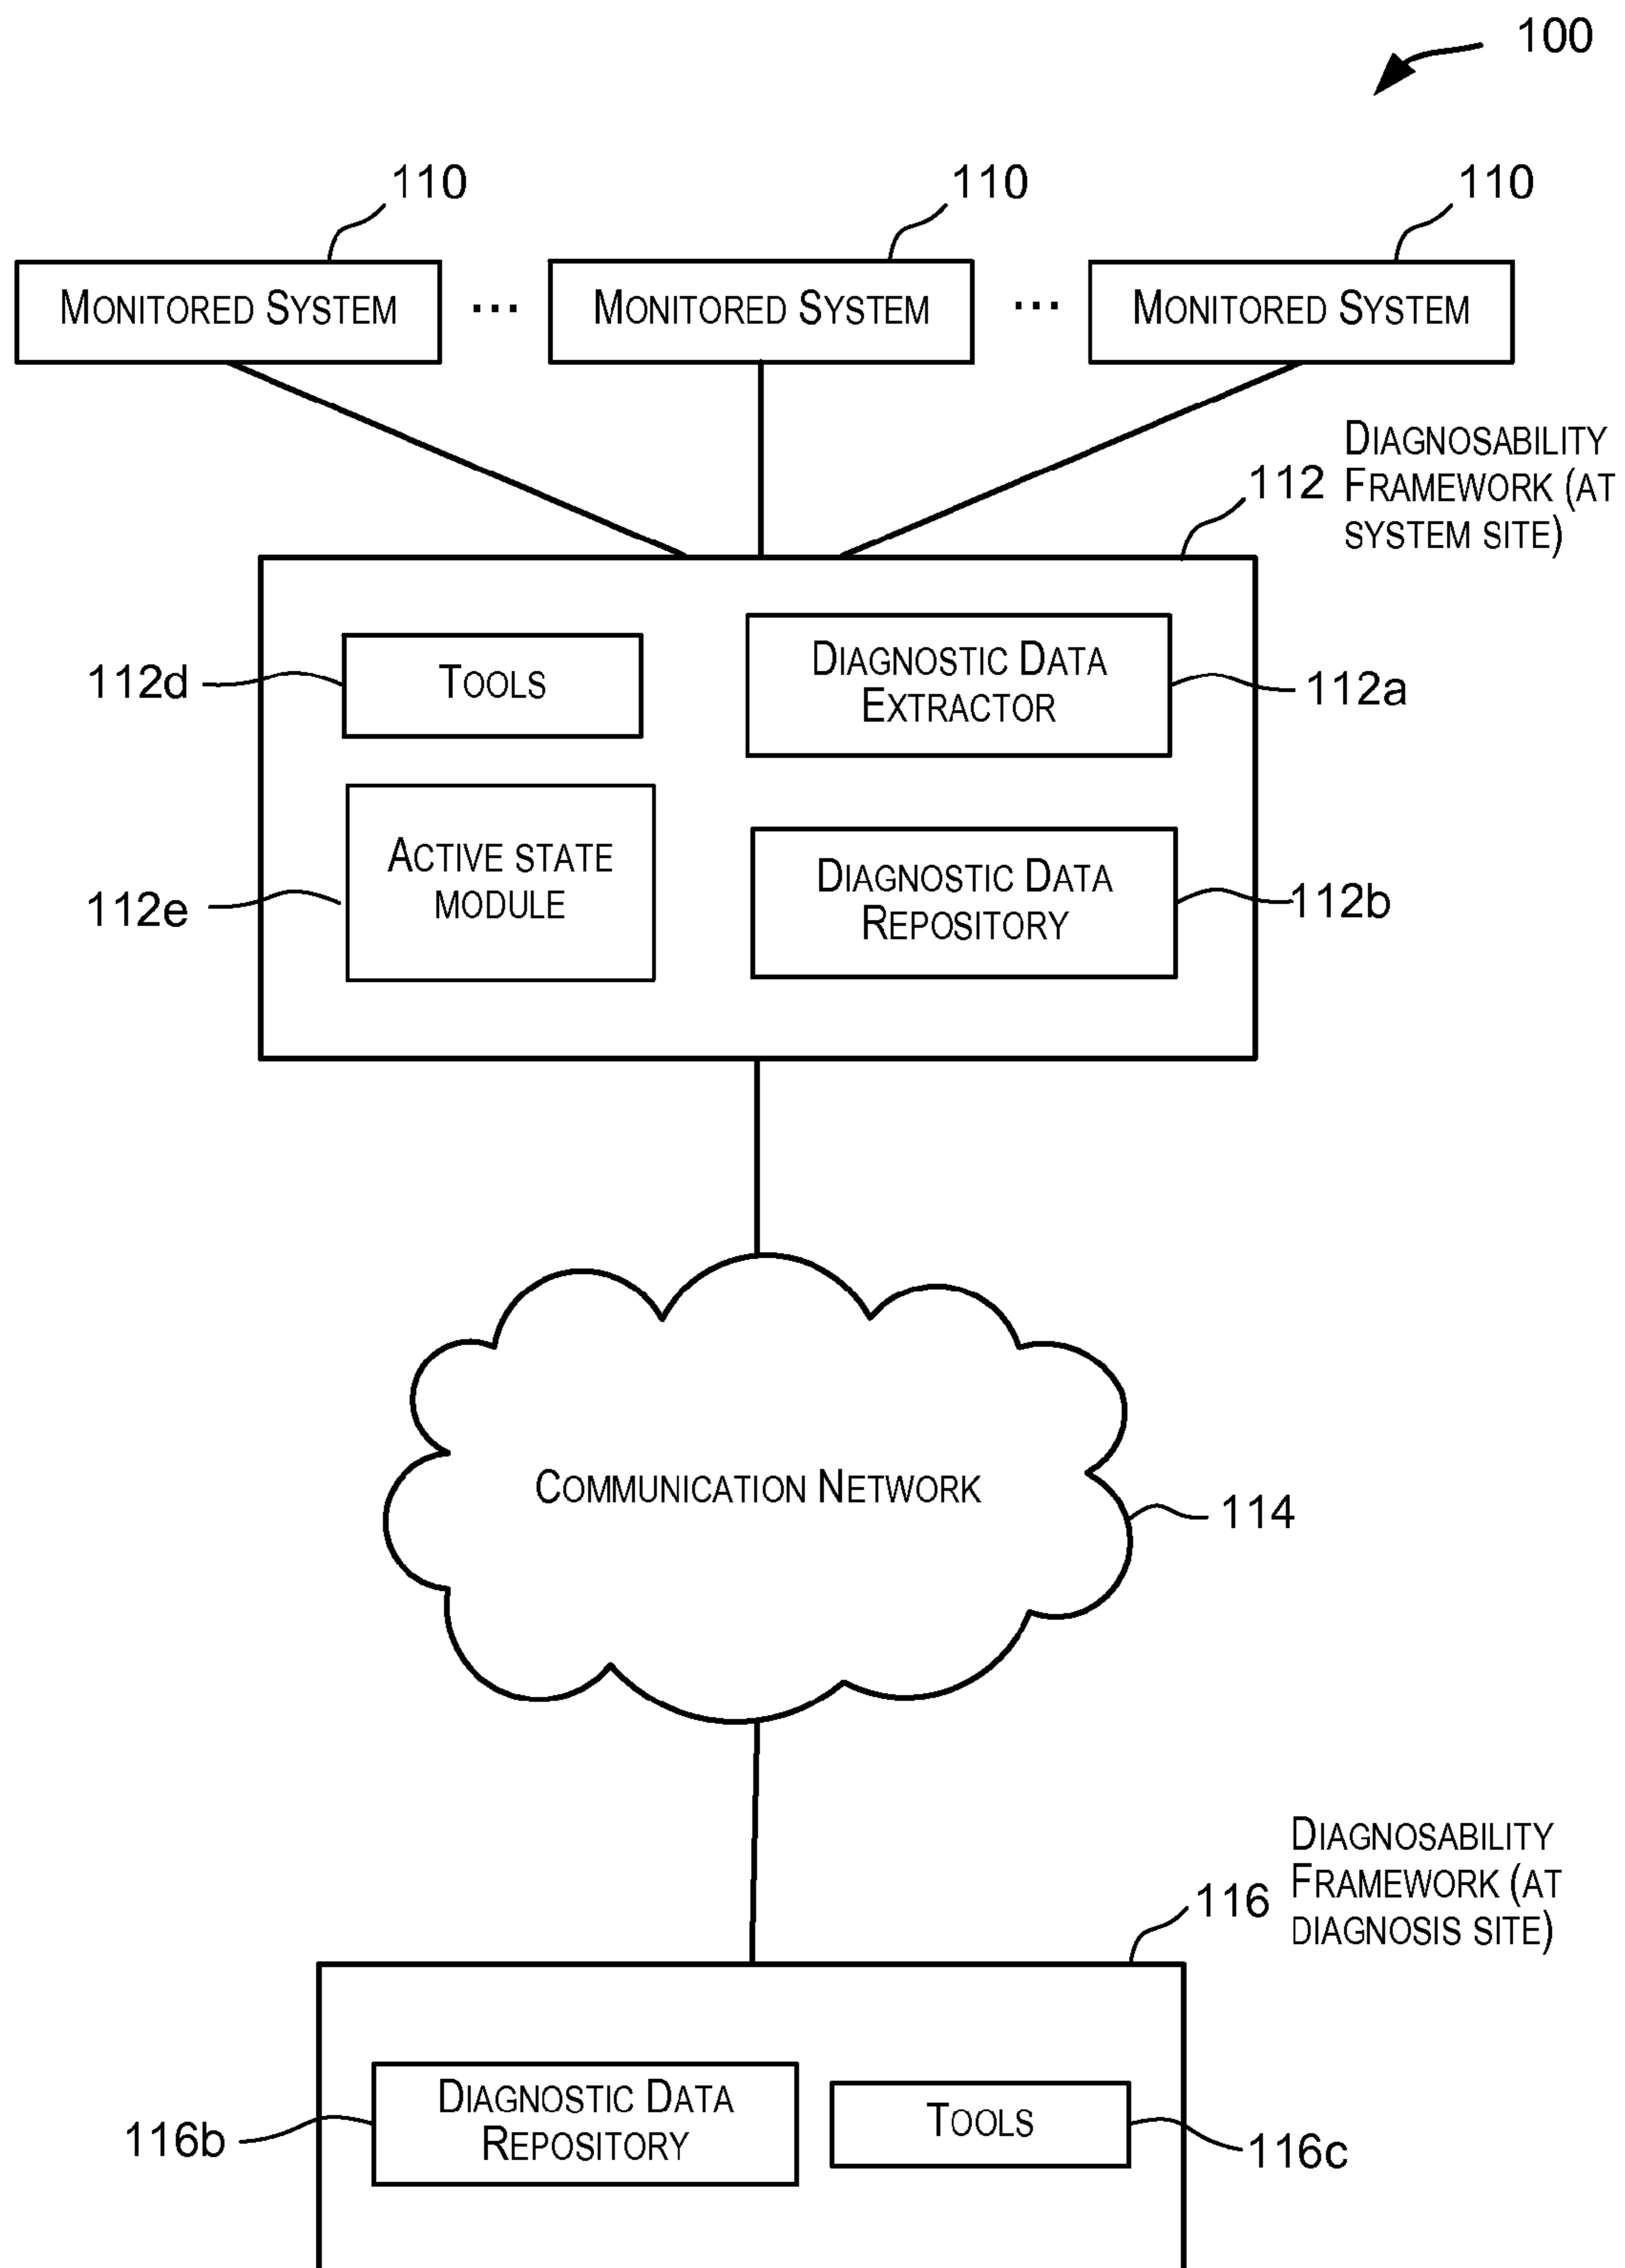 100
110
110
110
MONITORED SYSTEM
...
MONITORED SYSTEM
...
MONITORED SYSTEM
112
DIAGNOSABILITY
FRAMEWORK (AT
SYSTEM SITE)
112d
TOOLS
DIAGNOSTIC DATA
EXTRACTOR
112a
112e
ACTIVE STATE
MODULE
DIAGNOSTIC DATA
REPOSITORY
112b
COMMUNICATION NETWORK
114
116
DIAGNOSABILITY
FRAMEWORK (AT
DIAGNOSIS SITE)
116b
DIAGNOSTIC DATA
REPOSITORY
TOOLS
116c